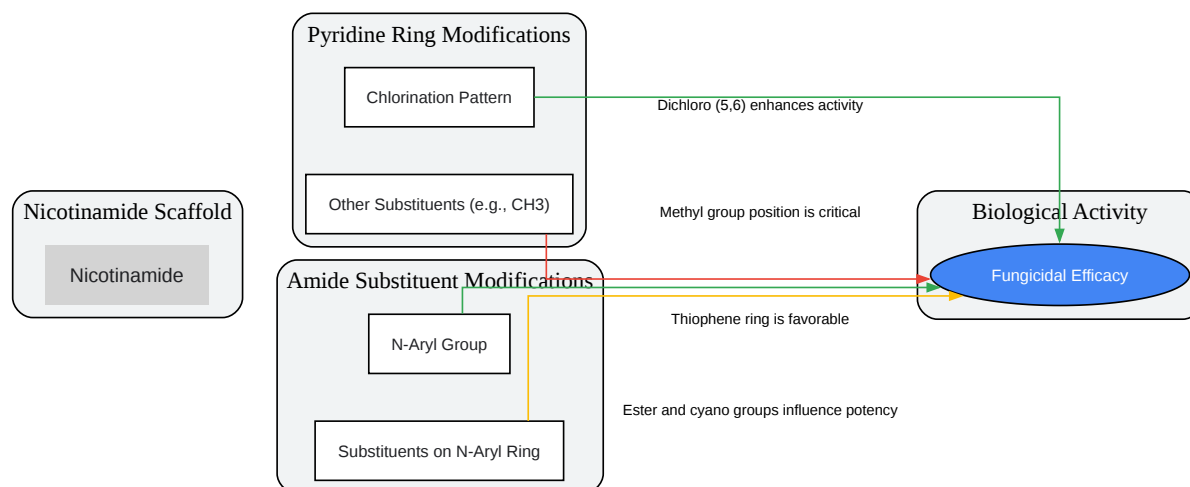 Pyridine Ring Modifications
Chlorination Pattern
Dichloro (5,6) enhances activity
Other Substituents (e.g., CH3)
Methyl group position is critical
Nicotinamide Scaffold
Nicotinamide
Biological Activity
Fungicidal Efficacy
Amide Substituent Modifications
N-Aryl Group
Thiophene ring is favorable
Substituents on N-Aryl Ring
Ester and cyano groups influence potency